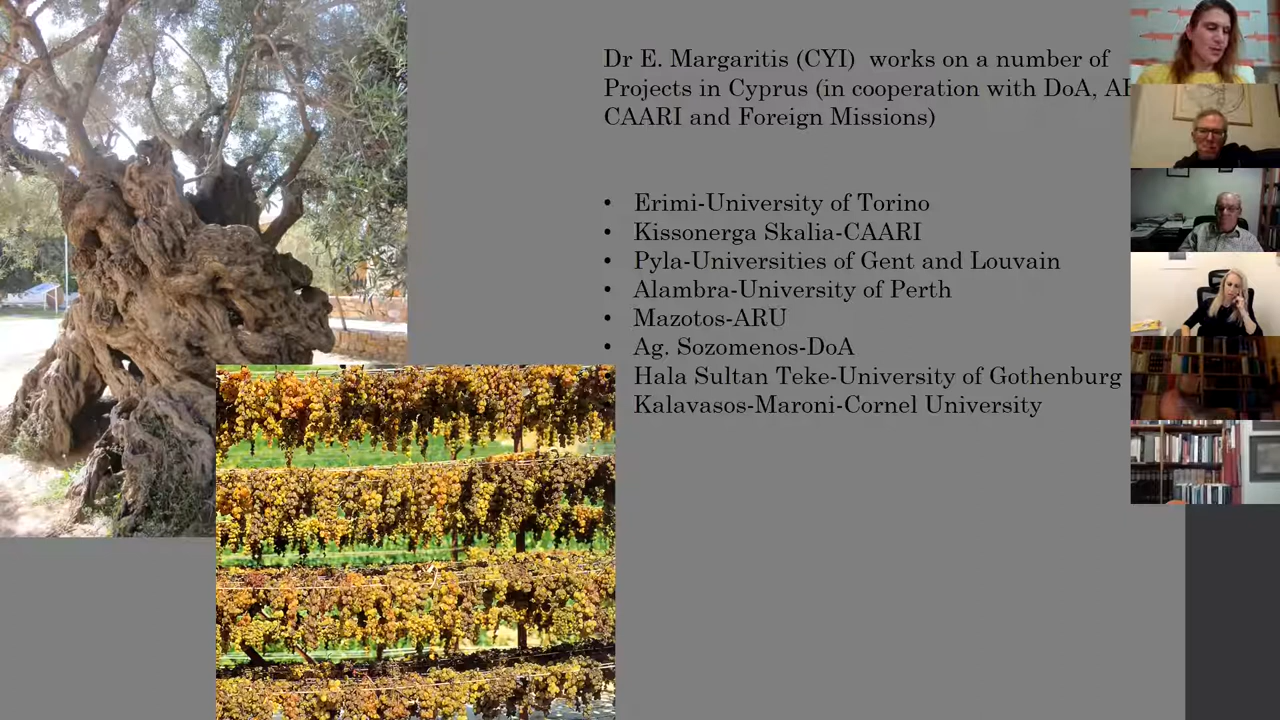 Dr E. Margaritis (CYI) works on a number of
Projects in Cyprus (in cooperation with DoA,
CAARI and Foreign Missions)
• Erimi-University of Torino
• Kissonerga Skalia-CAARI
• Pyla-Universities of Gent and Louvain
• Alambra-University of Perth
• Mazotos-ARU
• Ag. Sozomenos-DoA
Hala Sultan Teke-University of Gothenburg
Kalavasos-Maroni-Cornel University